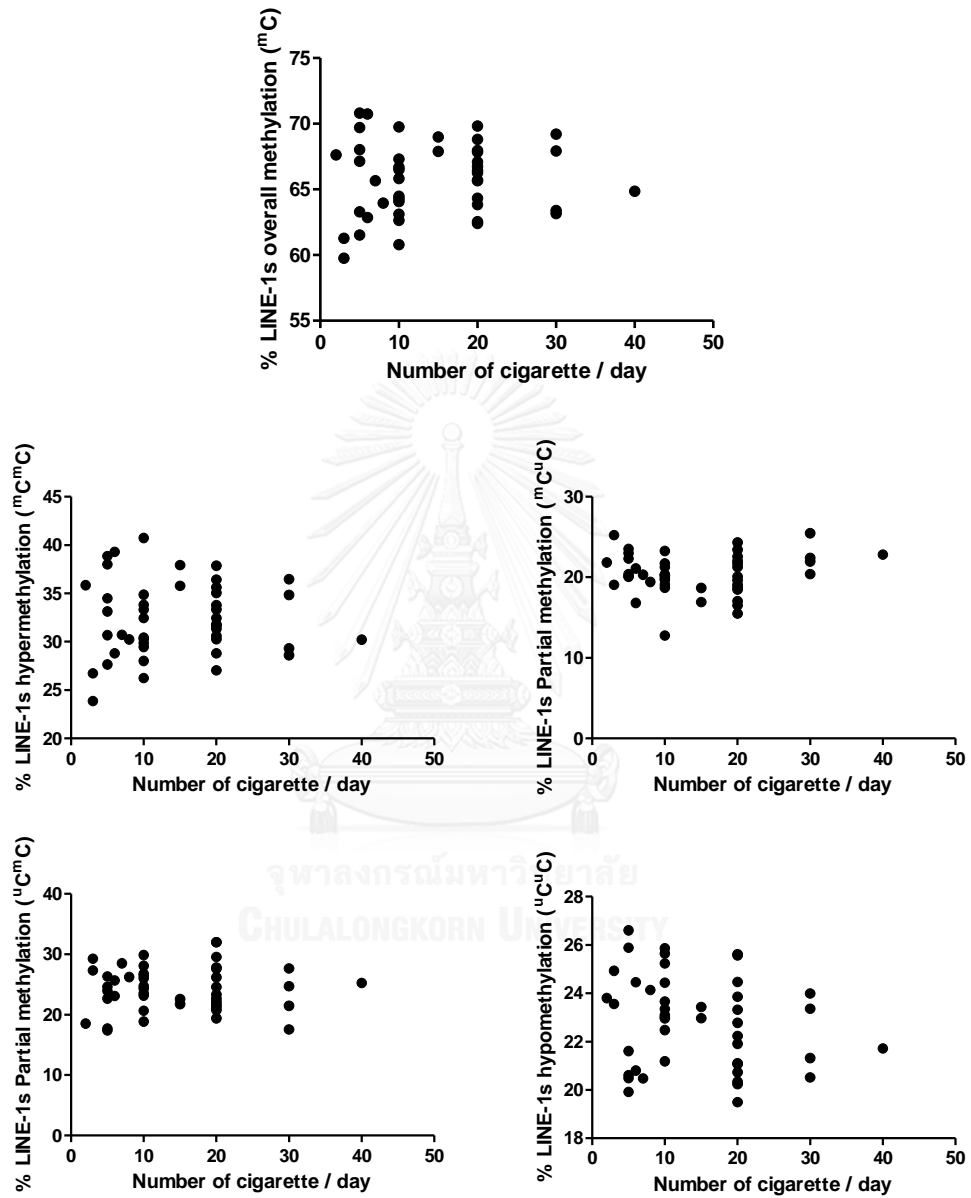 % LINE-1s overall methylation (ᵐC)
75
70
65
60
55
0 10 20 30 40 50
Number of cigarette / day
% LINE-1s hypermethylation (ᵐCᵐC)
45
40
35
30
25
20
0 10 20 30 40 50
Number of cigarette / day
% LINE-1s Partial methylation (ᵐCᵘC)
30
20
10
0
0 10 20 30 40 50
Number of cigarette / day
จุฬาลงกรณ์มหาวิทยาลัย
CHULALONGKORN UNIVERSITY
% LINE-1s Partial methylation (ᵘCᵐC)
40
30
20
10
0
0 10 20 30 40 50
Number of cigarette / day
% LINE-1s hypomethylation (ᵘCᵘC)
28
26
24
22
20
18
0 10 20 30 40 50
Number of cigarette / day